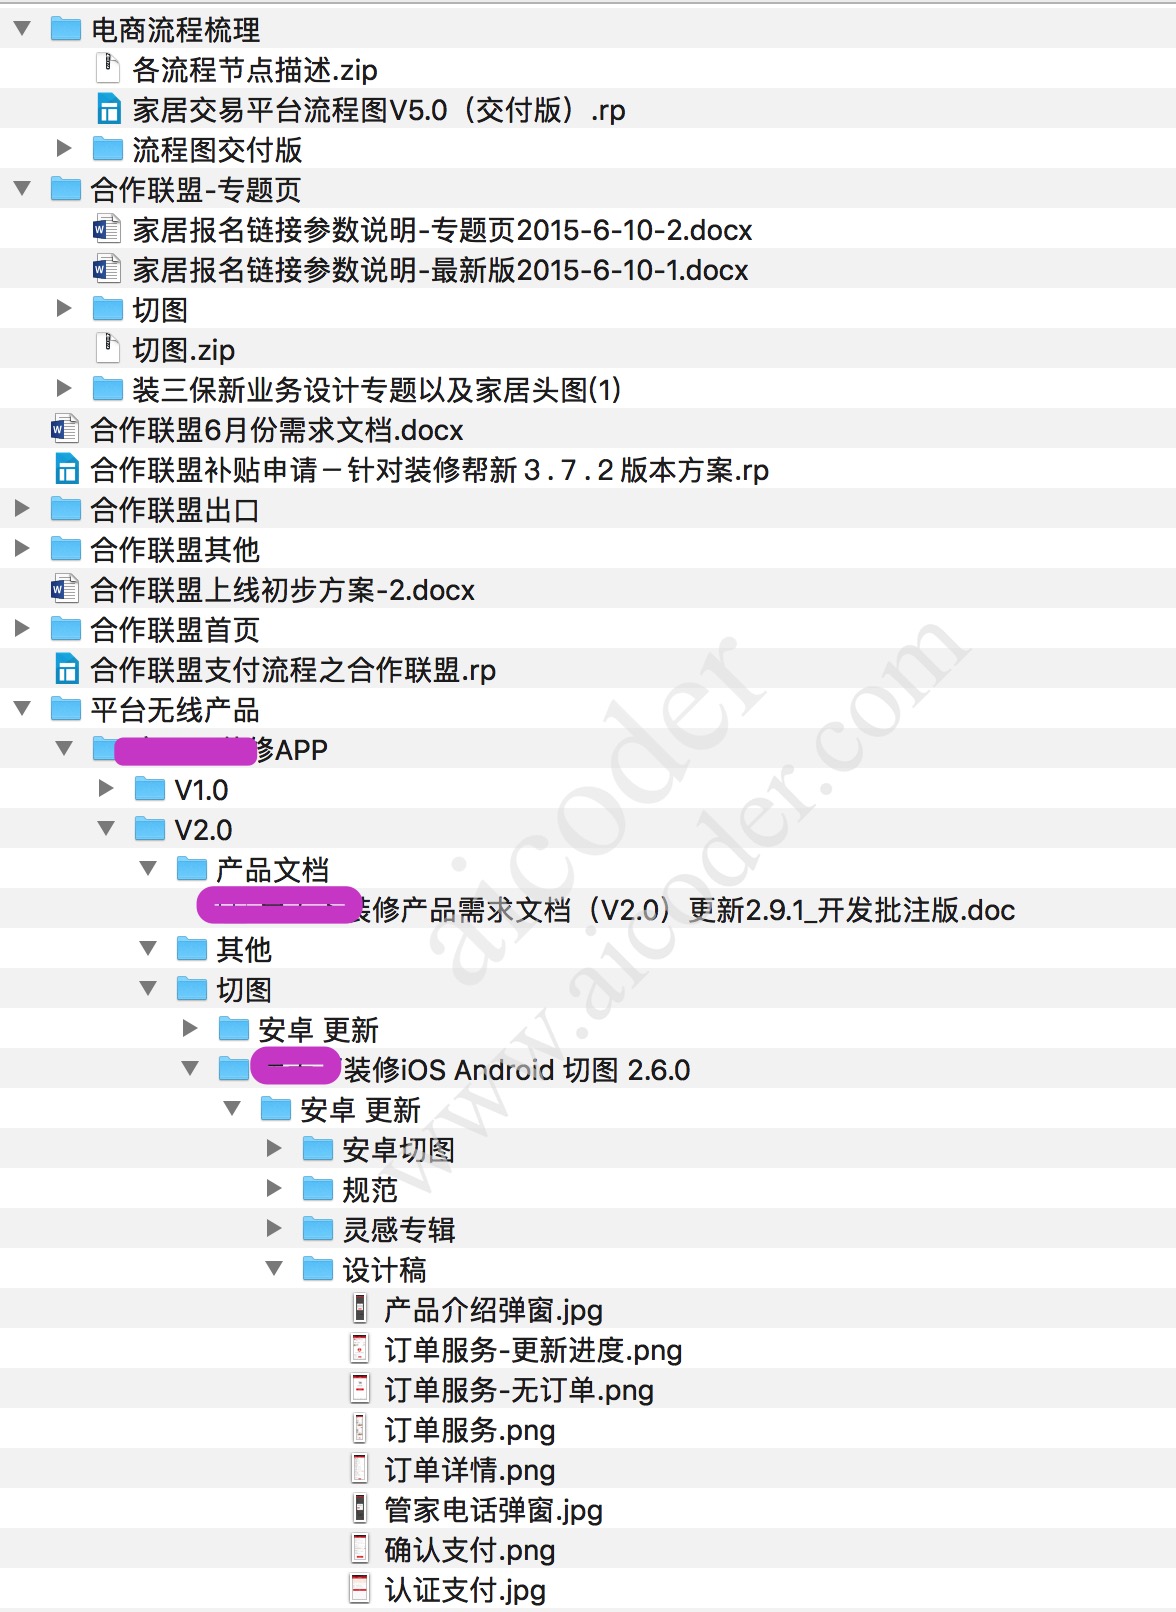 电商流程梳理
各流程节点描述.zip
家居交易平台流程图V5.0（交付版）.rp
流程图交付版
合作联盟-专题页
家居报名链接参数说明-专题页2015-6-10-2.docx
家居报名链接参数说明-最新版2015-6-10-1.docx
切图
切图.zip
装三保新业务设计专题以及家居头图(1)
合作联盟6月份需求文档.docx
合作联盟补贴申请－针对装修帮新３.７.２版本方案.rp
合作联盟出口
合作联盟其他
合作联盟上线初步方案-2.docx
合作联盟首页
合作联盟支付流程之合作联盟.rp
平台无线产品
修APP
V1.0
V2.0
产品文档
装修产品需求文档（V2.0）更新2.9.1_开发批注版.doc
其他
切图
安卓 更新
装修iOS Android 切图 2.6.0
安卓 更新
安卓切图
规范
灵感专辑
设计稿
产品介绍弹窗.jpg
订单服务-更新进度.png
订单服务-无订单.png
订单服务.png
订单详情.png
管家电话弹窗.jpg
确认支付.png
认证支付.jpg
aicoder
www.aicoder.com